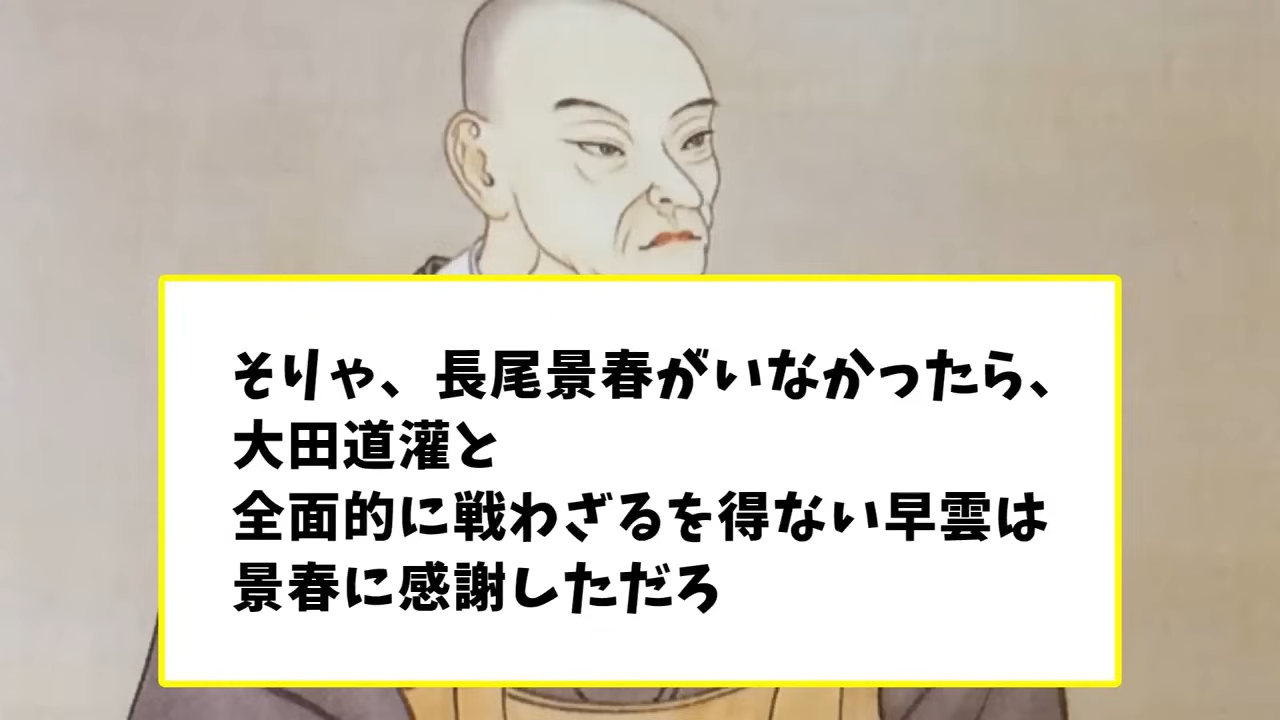 そりゃ、長尾景春がいなかったら、
大田道灌と
全面的に戦わざるを得ない早雲は
景春に感謝しただろ